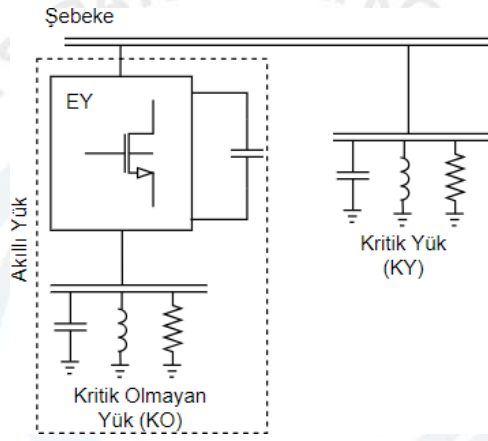 Şebeke
EY
Akıllı Yük
Kritik Yük
(KY)
Kritik Olmayan
Yük (KO)